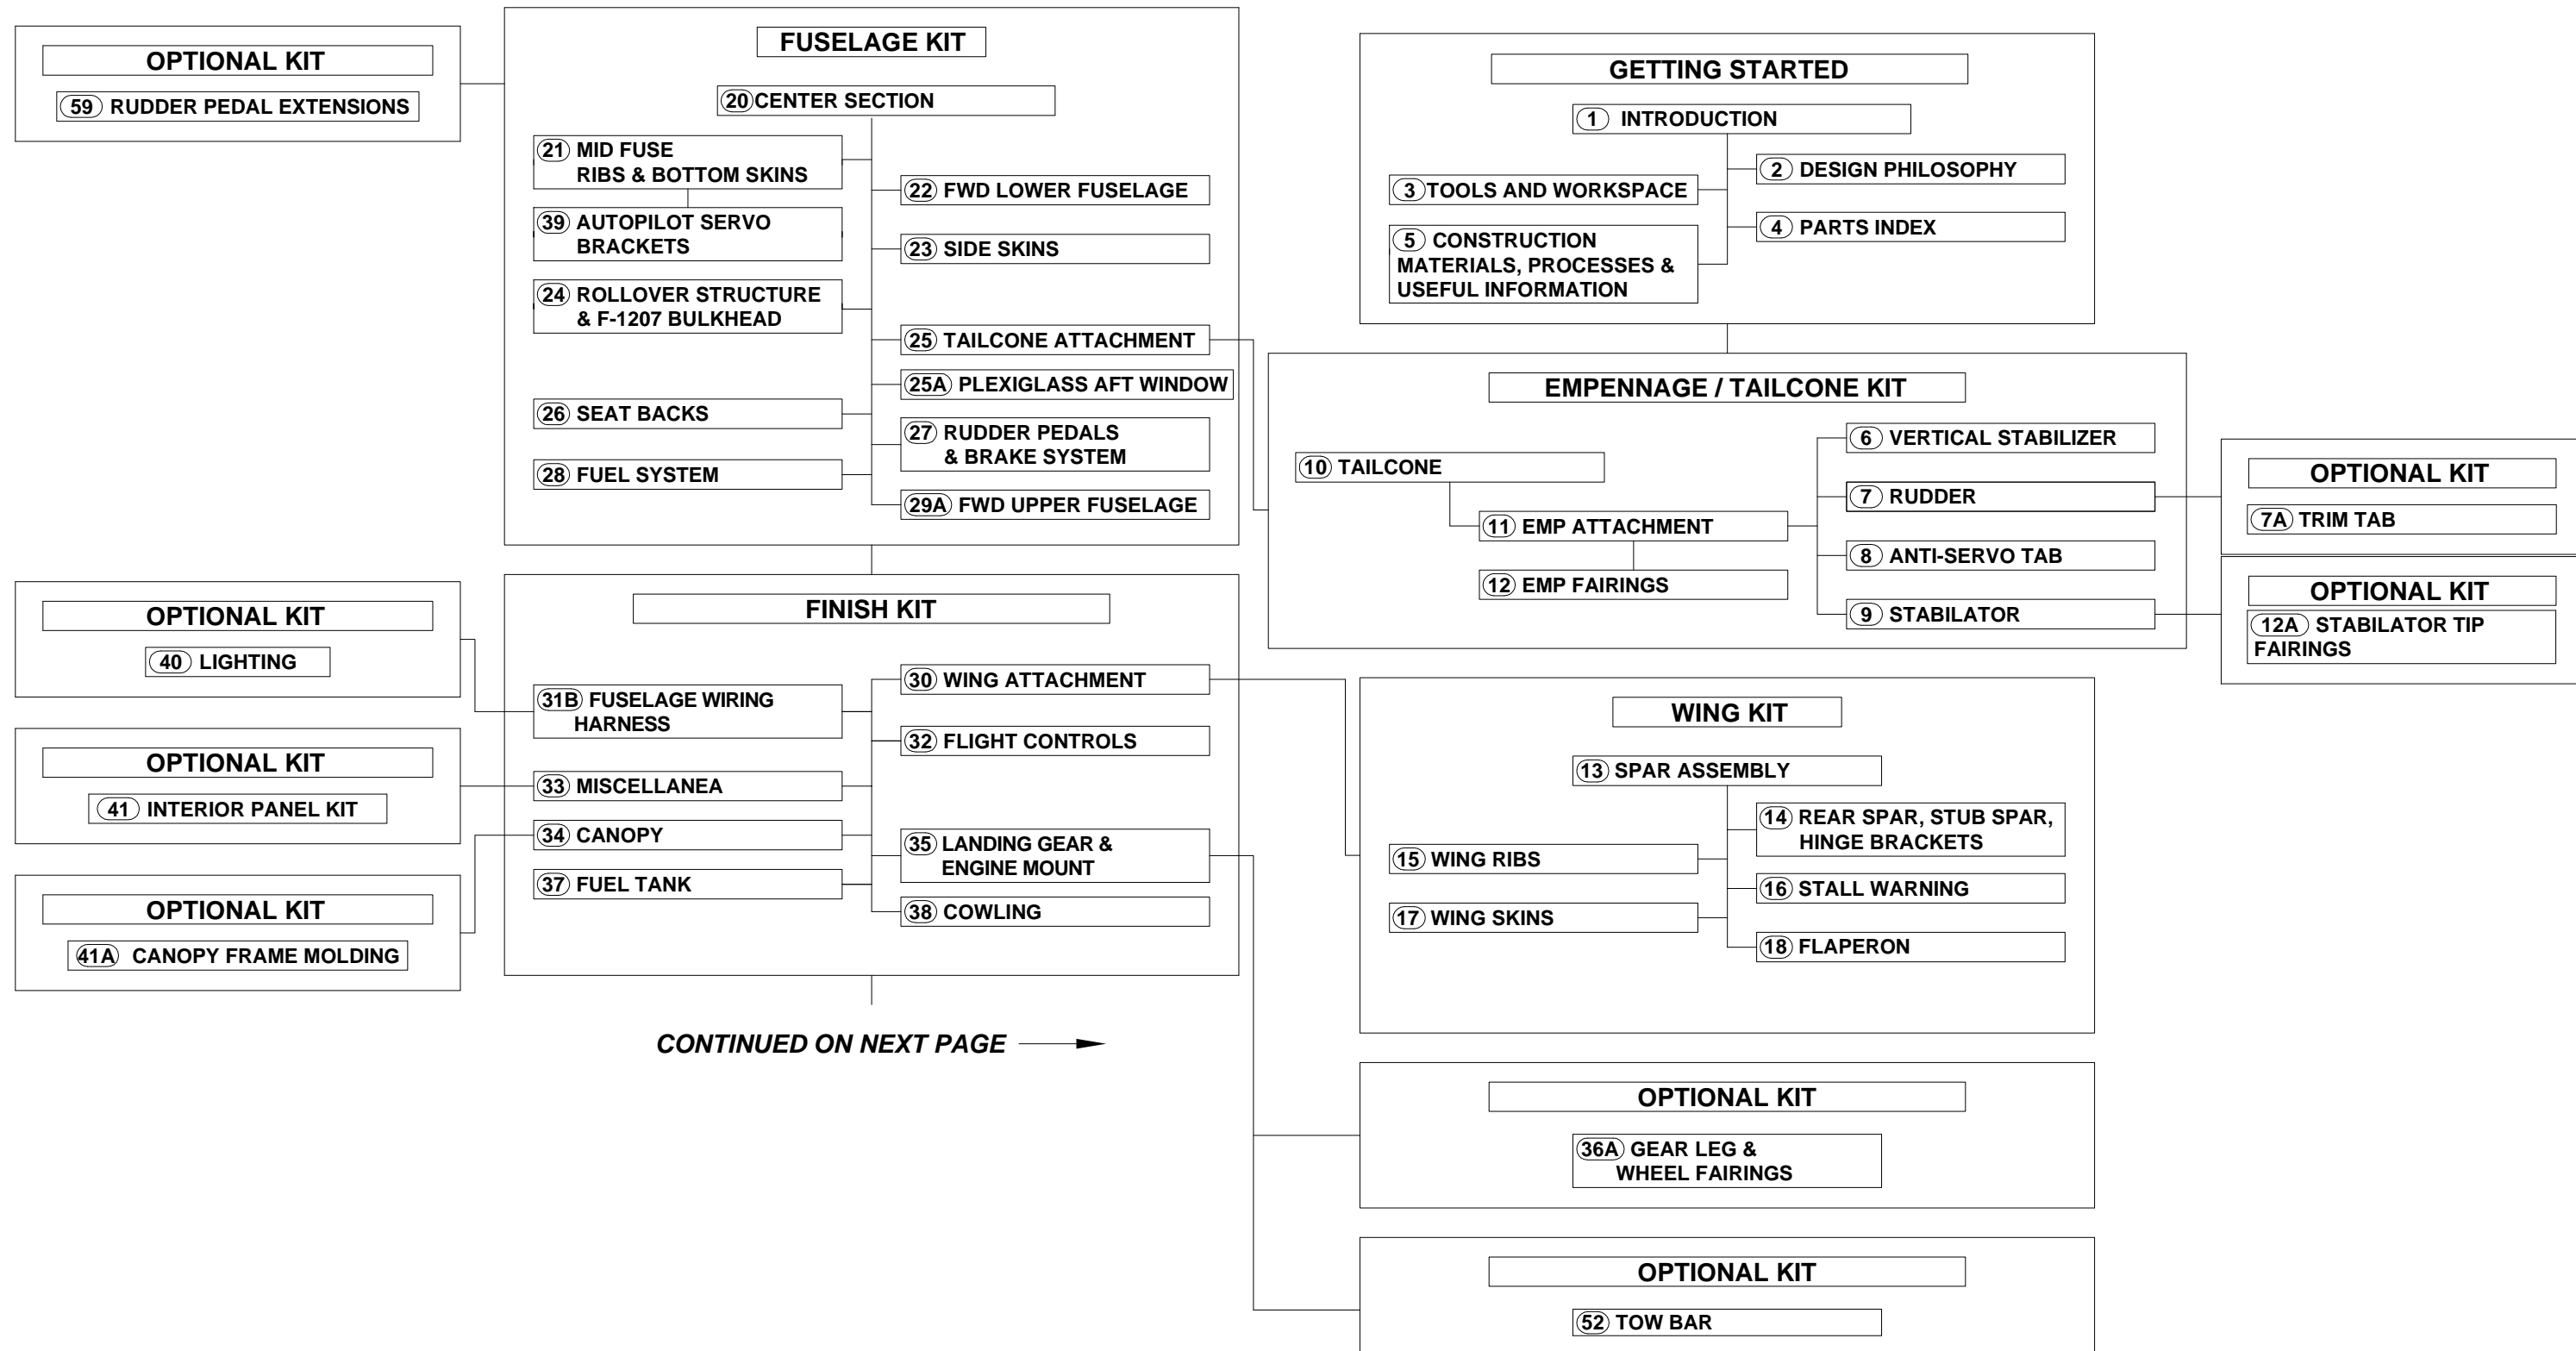 OPTIONAL KIT
59 RUDDER PEDAL EXTENSIONS
FUSELAGE KIT
20 CENTER SECTION
21 MID FUSE
RIBS & BOTTOM SKINS
22 FWD LOWER FUSELAGE
39 AUTOPILOT SERVO
BRACKETS
23 SIDE SKINS
24 ROLLOVER STRUCTURE
& F-1207 BULKHEAD
25 TAILCONE ATTACHMENT
25A PLEXIGLASS AFT WINDOW
26 SEAT BACKS
27 RUDDER PEDALS
& BRAKE SYSTEM
28 FUEL SYSTEM
29A FWD UPPER FUSELAGE
GETTING STARTED
1 INTRODUCTION
2 DESIGN PHILOSOPHY
3 TOOLS AND WORKSPACE
4 PARTS INDEX
5 CONSTRUCTION
MATERIALS, PROCESSES &
USEFUL INFORMATION
EMPENNAGE / TAILCONE KIT
6 VERTICAL STABILIZER
10 TAILCONE
7 RUDDER
11 EMP ATTACHMENT
8 ANTI-SERVO TAB
12 EMP FAIRINGS
9 STABILATOR
OPTIONAL KIT
7A TRIM TAB
OPTIONAL KIT
12A STABILATOR TIP
FAIRINGS
OPTIONAL KIT
40 LIGHTING
OPTIONAL KIT
41 INTERIOR PANEL KIT
OPTIONAL KIT
41A CANOPY FRAME MOLDING
FINISH KIT
30 WING ATTACHMENT
31B FUSELAGE WIRING
HARNESS
32 FLIGHT CONTROLS
33 MISCELLANEA
34 CANOPY
35 LANDING GEAR &
ENGINE MOUNT
37 FUEL TANK
38 COWLING
CONTINUED ON NEXT PAGE
WING KIT
13 SPAR ASSEMBLY
14 REAR SPAR, STUB SPAR,
HINGE BRACKETS
15 WING RIBS
16 STALL WARNING
17 WING SKINS
18 FLAPERON
OPTIONAL KIT
36A GEAR LEG &
WHEEL FAIRINGS
OPTIONAL KIT
52 TOW BAR